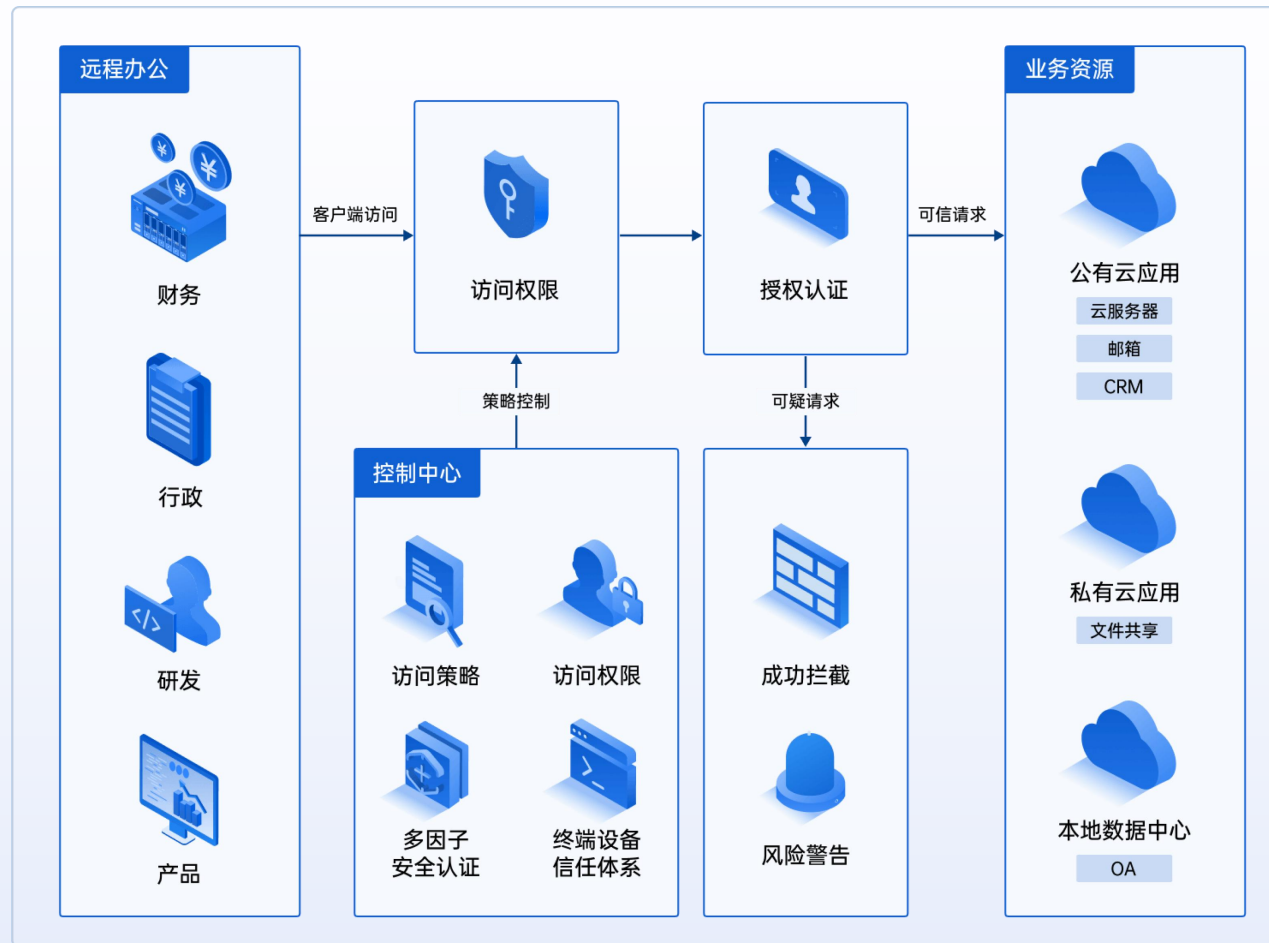 远程办公
财务
行政
研发
产品
客户端访问
访问权限
授权认证
可信请求
策略控制
可疑请求
控制中心
访问策略
访问权限
多因子
安全认证
终端设备
信任体系
成功拦截
风险警告
业务资源
公有云应用
云服务器
邮箱
CRM
私有云应用
文件共享
本地数据中心
OA